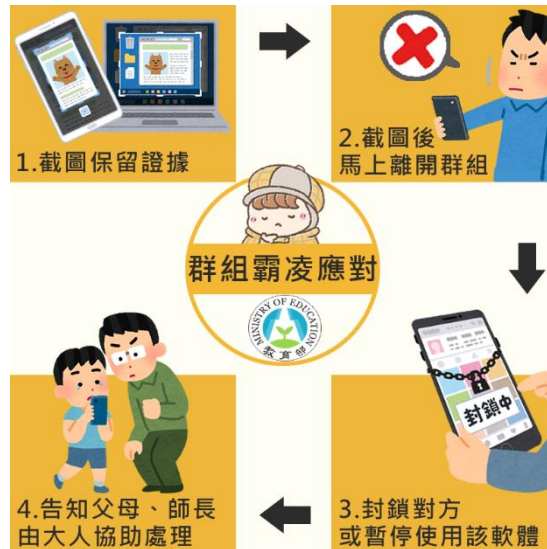 1.截圖保留證據
2.截圖後
馬上離開群組
群組霸凌應對
MINISTRY OF EDUCATION
教育部
封鎖中
3.封鎖對方
或暫停使用該軟體
4.告知父母、師長
由大人協助處理